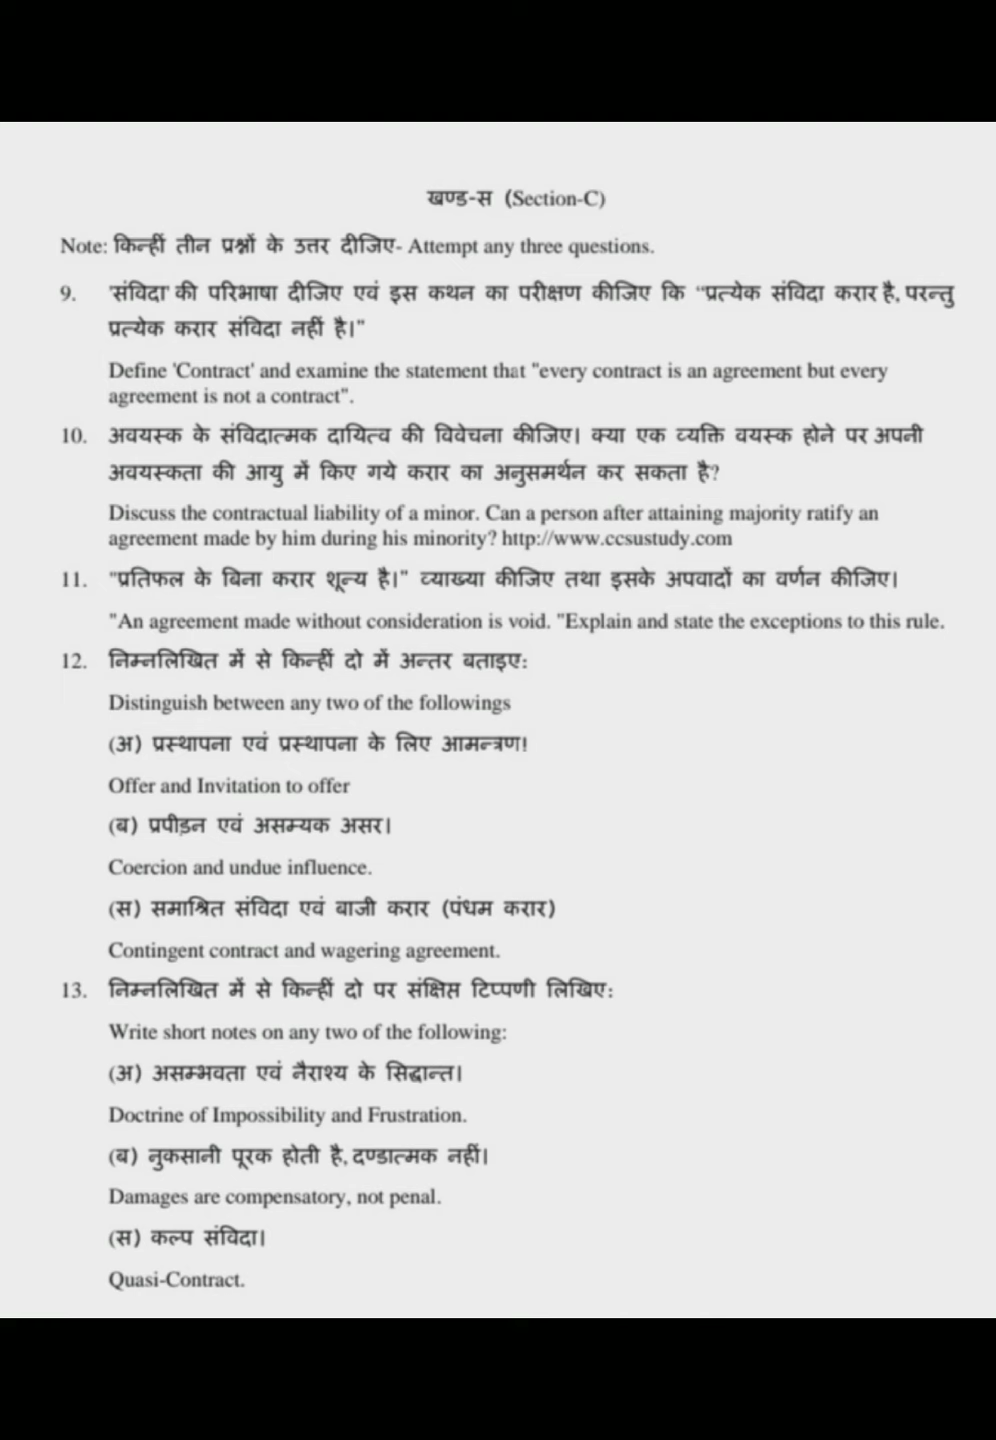 खण्ड-स (Section-C)
Note: किन्हीं तीन प्रश्नों के उत्तर दीजिए- Attempt any three questions.
9. 'संविदा' की परिभाषा दीजिए एवं इस कथन का परीक्षण कीजिए कि "प्रत्येक संविदा करार है, परन्तु
प्रत्येक करार संविदा नहीं है।"
Define 'Contract' and examine the statement that "every contract is an agreement but every
agreement is not a contract".
10. अवयस्क के संविदात्मक दायित्व की विवेचना कीजिए। क्या एक व्यक्ति वयस्क होने पर अपनी
अवयस्कता की आयु में किए गये करार का अनुसमर्थन कर सकता है?
Discuss the contractual liability of a minor. Can a person after attaining majority ratify an
agreement made by him during his minority? http://www.ccsustudy.com
11. "प्रतिफल के बिना करार शून्य है।" व्याख्या कीजिए तथा इसके अपवादों का वर्णन कीजिए।
"An agreement made without consideration is void. "Explain and state the exceptions to this rule.
12. निम्नलिखित में से किन्हीं दो में अन्तर बताइए:
Distinguish between any two of the followings
(अ) प्रस्थापना एवं प्रस्थापना के लिए आमन्त्रण!
Offer and Invitation to offer
(ब) प्रपीड़न एवं असम्यक असर।
Coercion and undue influence.
(स) समाश्रित संविदा एवं बाजी करार (पंधम करार)
Contingent contract and wagering agreement.
13. निम्नलिखित में से किन्हीं दो पर संक्षिप्त टिप्पणी लिखिए:
Write short notes on any two of the following:
(अ) असम्भवता एवं नैराश्य के सिद्धान्त।
Doctrine of Impossibility and Frustration.
(ब) नुकसानी पूरक होती है, दण्डात्मक नहीं।
Damages are compensatory, not penal.
(स) कल्प संविदा।
Quasi-Contract.